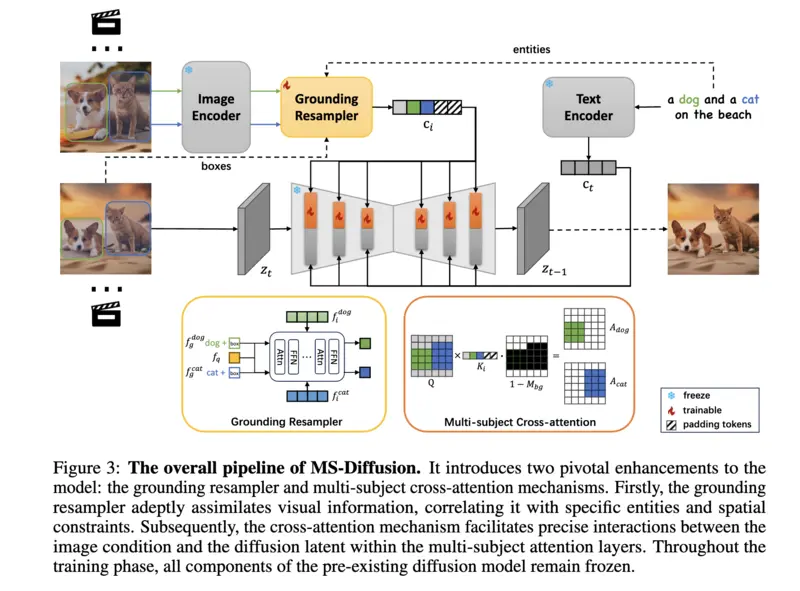 entities
Image
Encoder
Grounding
Resampler
c_i
Text
Encoder
a dog and a cat
on the beach
boxes
c_t
z_t
z_{t-1}
f_i^{dog}
f_g^{dog} dog + box
f_q
f_g^{cat} cat + box
Attn FFN ... Attn FFN
f_i^{cat}
Grounding Resampler
Q × K_i · 1 − M_{bg} = A_{dog}
A_{cat}
Multi-subject Cross-attention
freeze
trainable
padding tokens
Figure 3: The overall pipeline of MS-Diffusion. It introduces two pivotal enhancements to the
model: the grounding resampler and multi-subject cross-attention mechanisms. Firstly, the grounding
resampler adeptly assimilates visual information, correlating it with specific entities and spatial
constraints. Subsequently, the cross-attention mechanism facilitates precise interactions between the
image condition and the diffusion latent within the multi-subject attention layers. Throughout the
training phase, all components of the pre-existing diffusion model remain frozen.